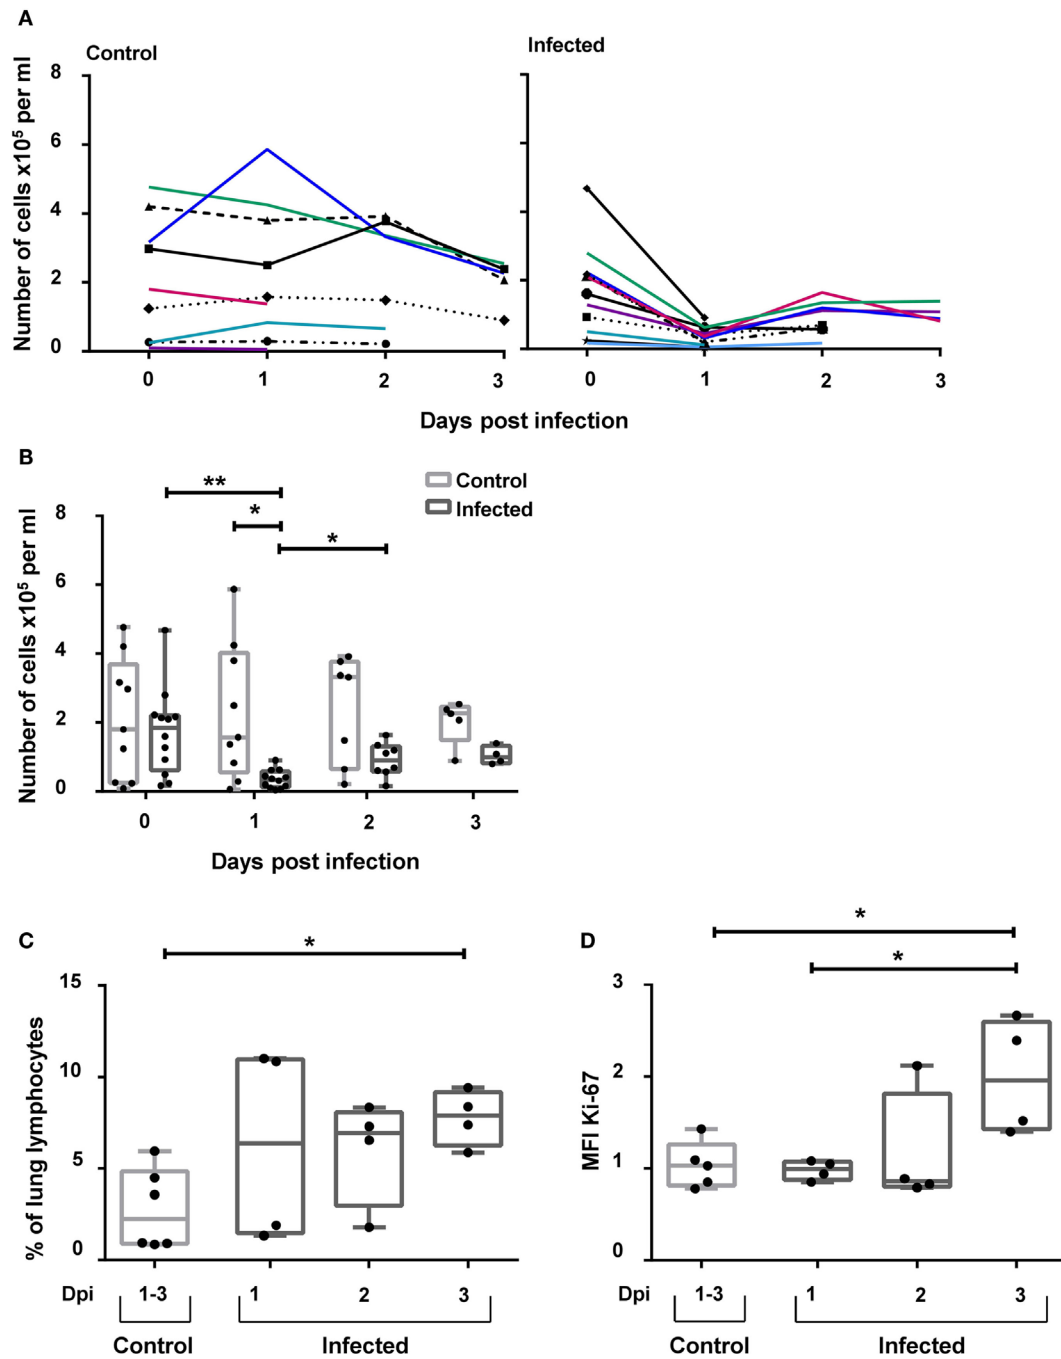 A
Control
Infected
Number of cells x10⁵ per ml
8
6
4
2
0
0 1 2 3
0 1 2 3
Days post infection
B
Control
Infected
**
*
*
Number of cells x10⁵ per ml
8
6
4
2
0
0 1 2 3
Days post infection
C
*
% of lung lymphocytes
15
10
5
0
Dpi 1-3 1 2 3
Control Infected
D
*
*
MFI Ki-67
3
2
1
0
Dpi 1-3 1 2 3
Control Infected